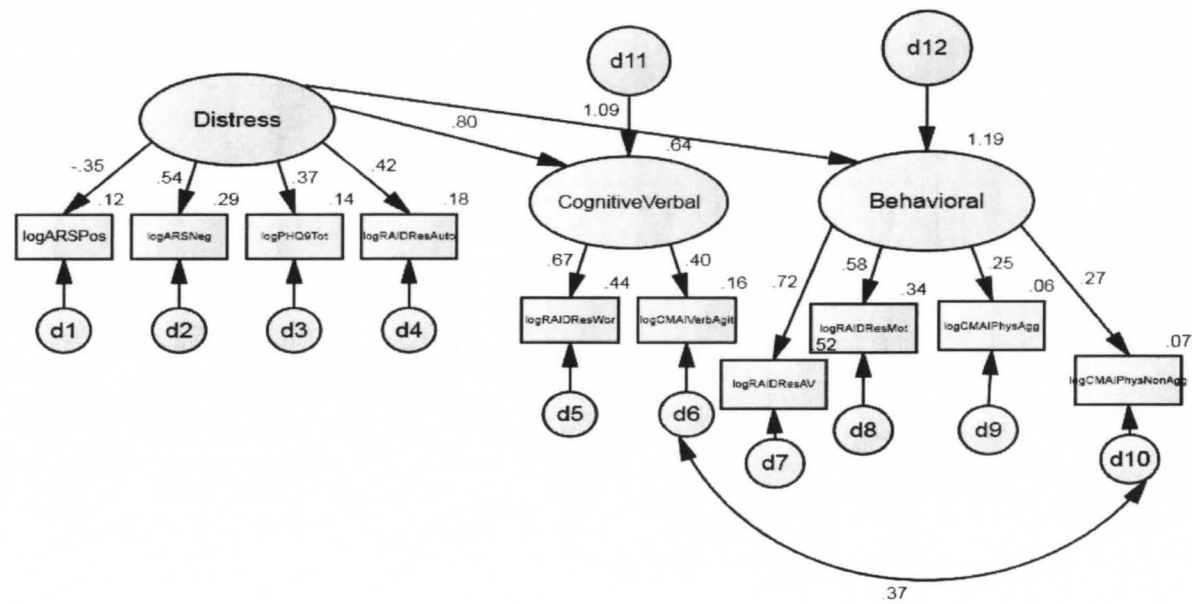 d11
d12
Distress
1.09
.80
.64
1.19
CognitiveVerbal
Behavioral
-.35
.54
.37
.42
.12
.29
.14
.18
logARSPos
logARSNeg
logPHQ9Tot
logRAIDResAuto
d1
d2
d3
d4
.67
.40
.44
.16
logRAIDResWor
logCMAIVerbAgit
d5
d6
.72
.58
.25
.27
.34
.06
.07
logRAIDResMot
logCMAIPhysAgg
.52
logRAIDResAV
logCMAIPhysNonAgg
d7
d8
d9
d10
.37